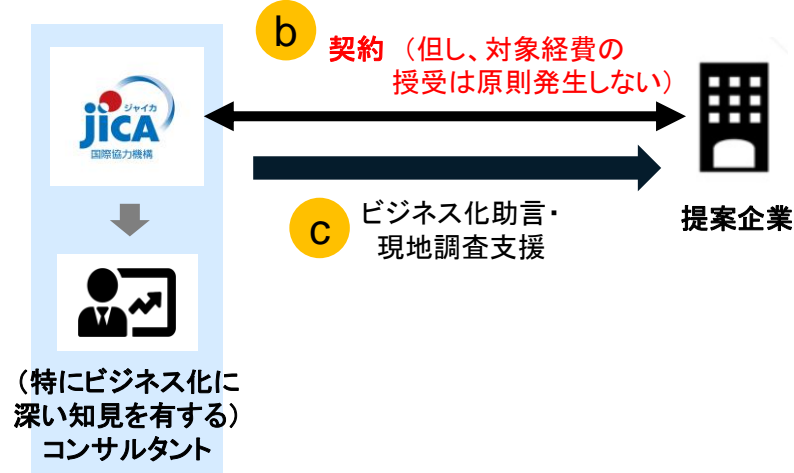 b
契約 （但し、対象経費の
授受は原則発生しない）
ジャイカ
JICA
国際協力機構
c
ビジネス化助言・
現地調査支援
提案企業
（特にビジネス化に
深い知見を有する）
コンサルタント